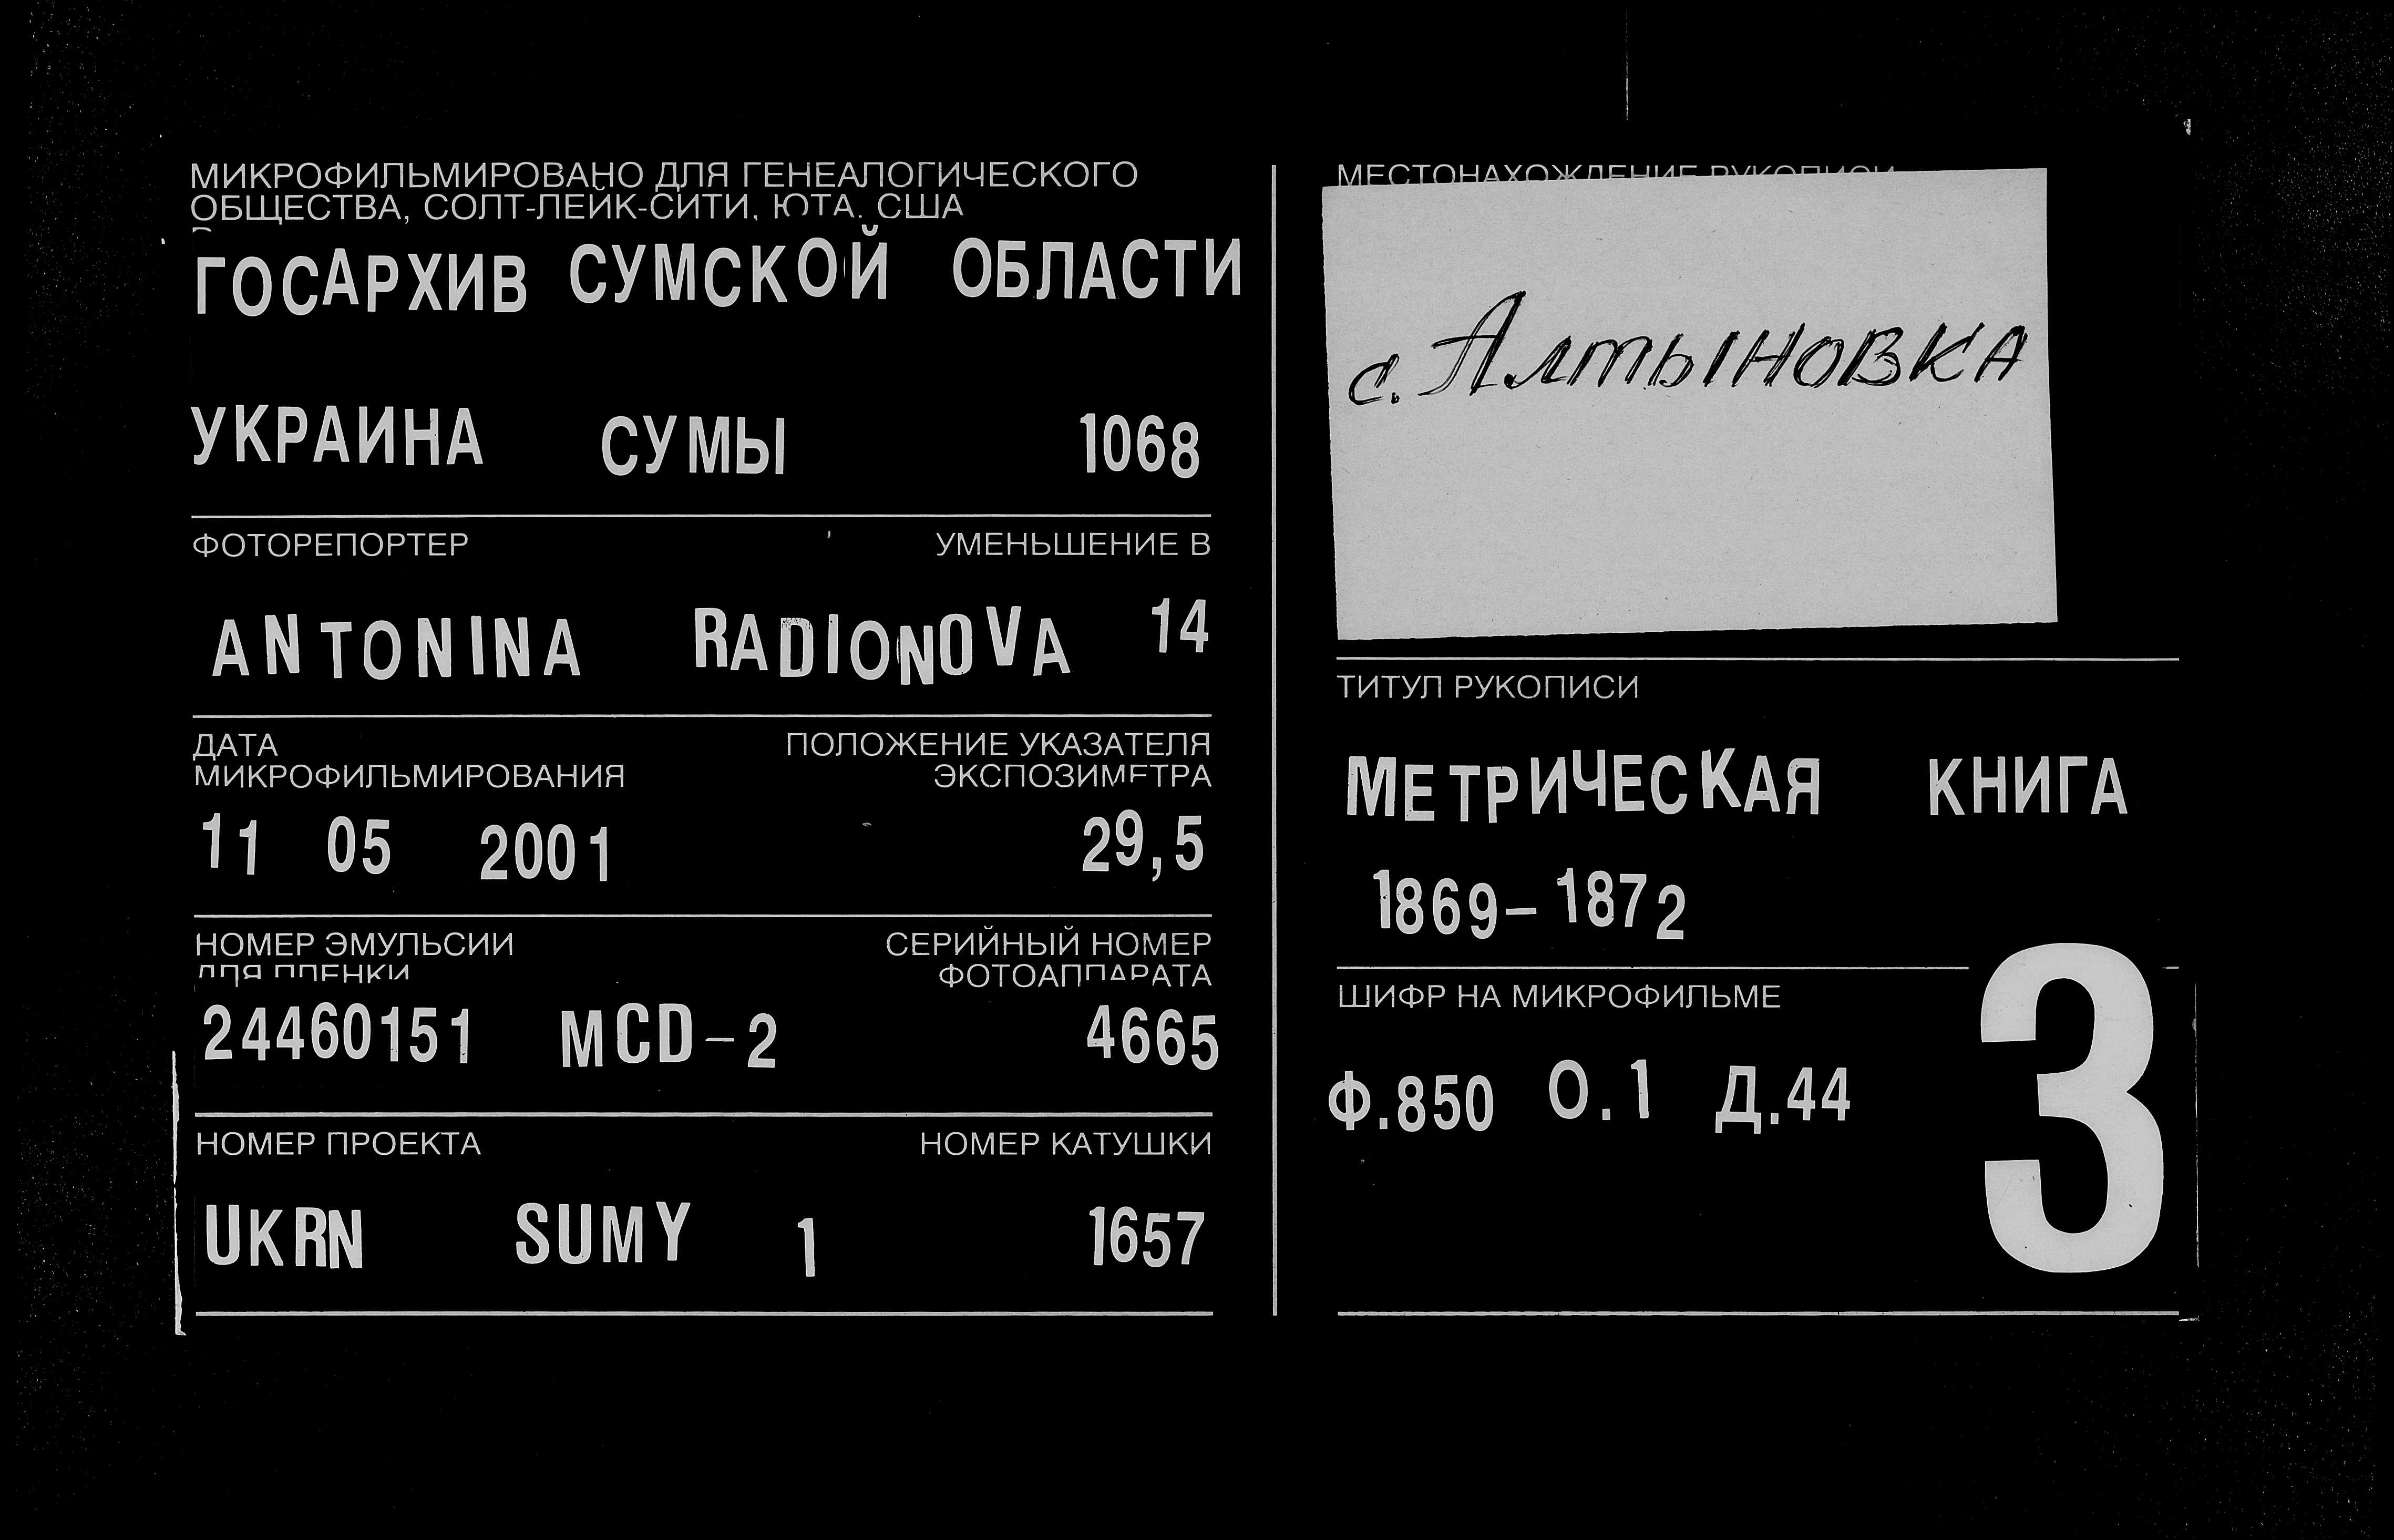 МИКРОФИЛЬМИРОВАНО ДЛЯ ГЕНЕАЛОГИЧЕСКОГО
ОБЩЕСТВА, СОЛТ-ЛЕЙК-СИТИ, ЮТА, США
ГОСАРХИВ СУМСКОЙ ОБЛАСТИ
УКРАИНА СУМЫ 1068
ФОТОРЕПОРТЕР УМЕНЬШЕНИЕ В
ANTONINA RADIONOVA 14
ДАТА ПОЛОЖЕНИЕ УКАЗАТЕЛЯ
МИКРОФИЛЬМИРОВАНИЯ ЭКСПОЗИМЕТРА
11 05 2001 29,5
НОМЕР ЭМУЛЬСИИ СЕРИЙНЫЙ НОМЕР
ДЛЯ ПЛЕНКИ ФОТОАППАРАТА
24460151 MCD-2 4665
НОМЕР ПРОЕКТА НОМЕР КАТУШКИ
UKRN SUMY 1 1657
МЕСТОНАХОЖДЕНИЕ РУКОПИСИ
с. Алтыновка
ТИТУЛ РУКОПИСИ
МЕТРИЧЕСКАЯ КНИГА
1869-1872
ШИФР НА МИКРОФИЛЬМЕ
Ф.850 О.1 Д.44
3